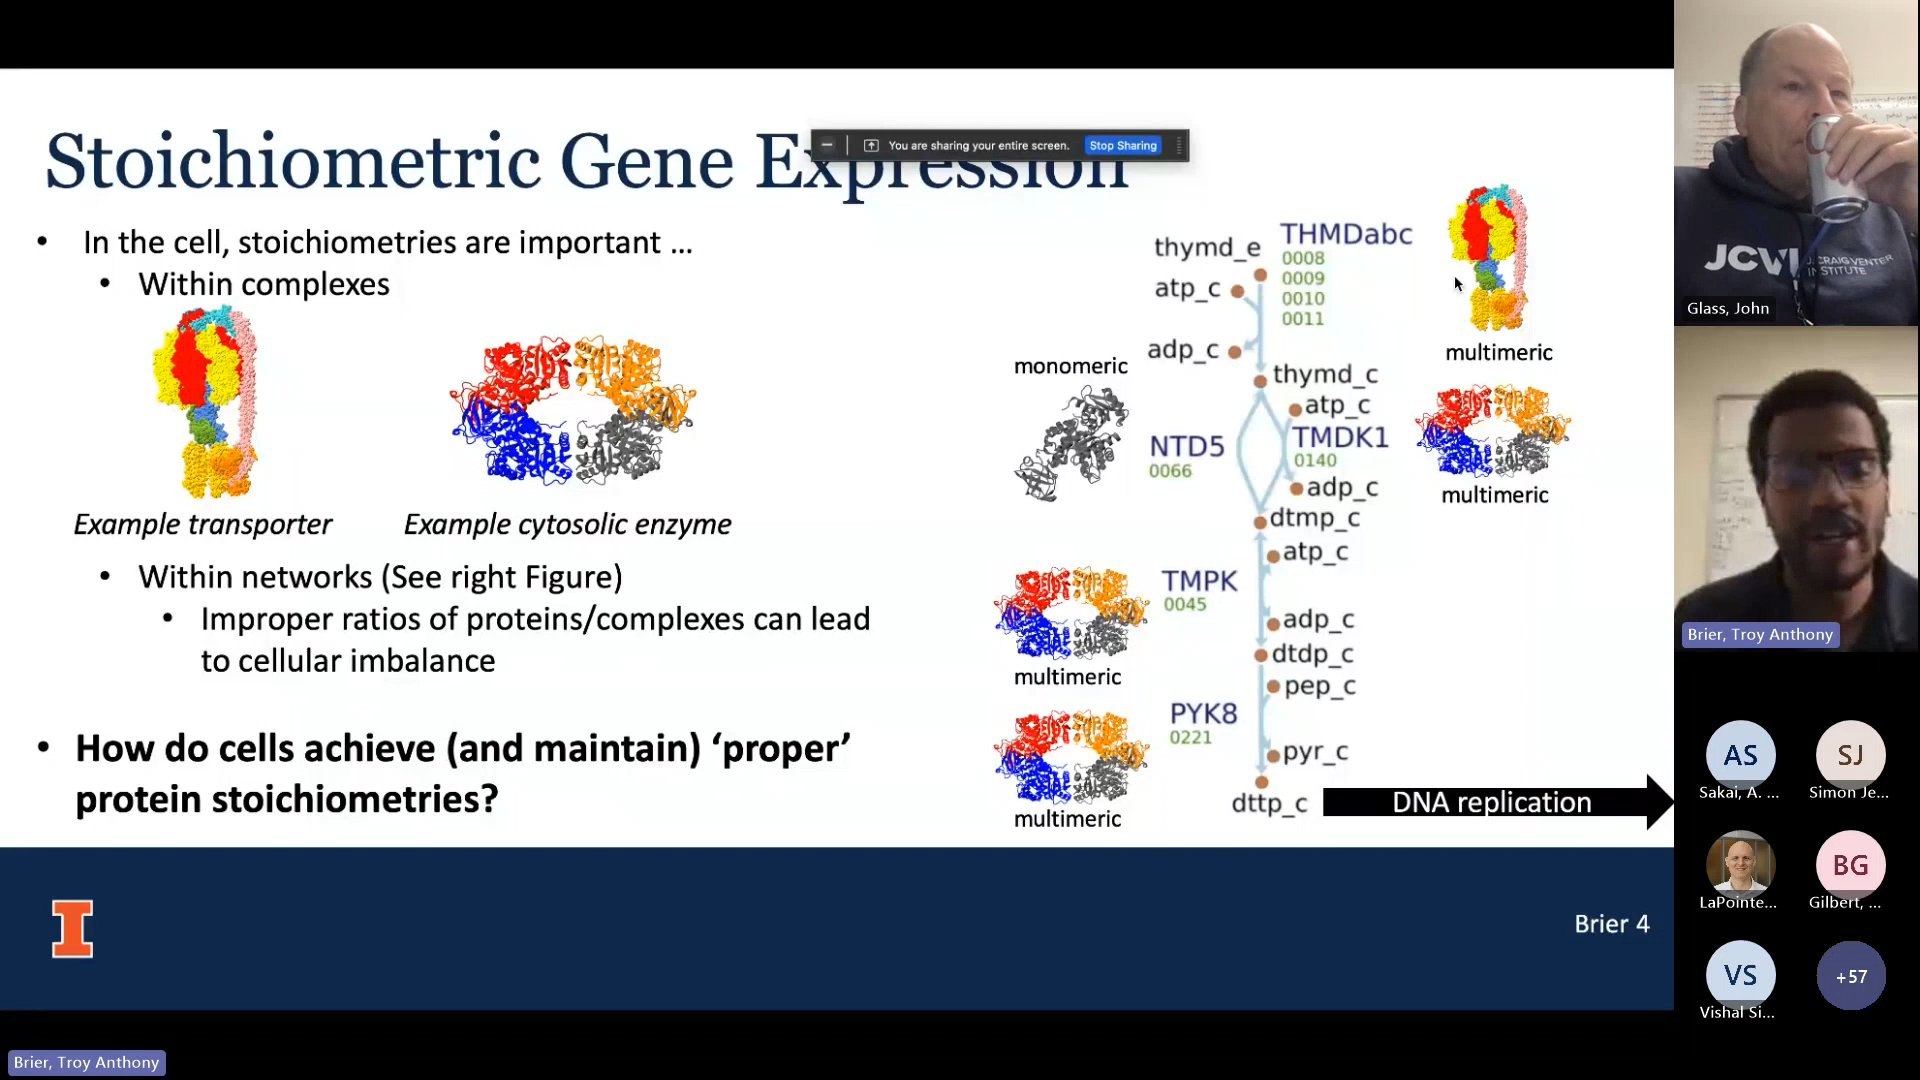 Stoichiometric Gene Expression
You are sharing your entire screen. Stop Sharing
• In the cell, stoichiometries are important ...
• Within complexes
Example transporter
Example cytosolic enzyme
• Within networks (See right Figure)
• Improper ratios of proteins/complexes can lead
to cellular imbalance
• How do cells achieve (and maintain) ‘proper’
protein stoichiometries?
thymd_e
THMDabc
0008
0009
0010
0011
atp_c
adp_c
multimeric
monomeric
thymd_c
atp_c
NTD5
0066
TMDK1
0140
adp_c
multimeric
dtmp_c
atp_c
TMPK
0045
adp_c
dtdp_c
multimeric
pep_c
PYK8
0221
pyr_c
dttp_c
multimeric
DNA replication
I
Brier 4
JCVI
J. CRAIG VENTER
INSTITUTE
Glass, John
Brier, Troy Anthony
AS
Sakai, A. ...
SJ
Simon Je...
LaPointe...
BG
Gilbert, ...
VS
Vishal Si...
+57
Brier, Troy Anthony